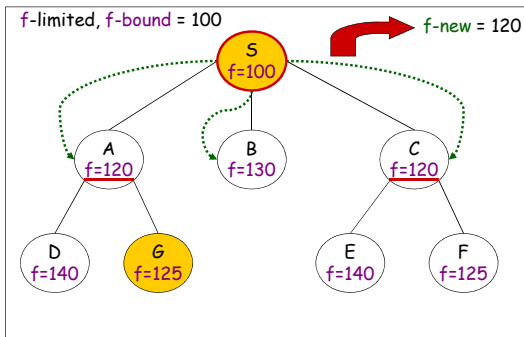 f-limited, f-bound = 100
f-new = 120
S
f=100
A
f=120
B
f=130
C
f=120
D
f=140
G
f=125
E
f=140
F
f=125